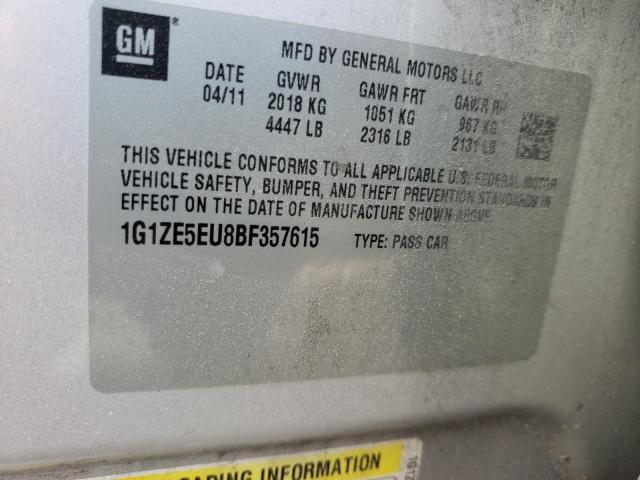 GM
®
MFD BY GENERAL MOTORS LLC
DATE GVWR GAWR FRT GAWR RR
04/11 2018 KG 1051 KG 967 KG
4447 LB 2316 LB 2131 LB
THIS VEHICLE CONFORMS TO ALL APPLICABLE U.S. FEDERAL MOTOR
VEHICLE SAFETY, BUMPER, AND THEFT PREVENTION STANDARDS IN
EFFECT ON THE DATE OF MANUFACTURE SHOWN ABOVE.
1G1ZE5EU8BF357615 TYPE: PASS CAR
LOADING INFORMATION
1G1Z